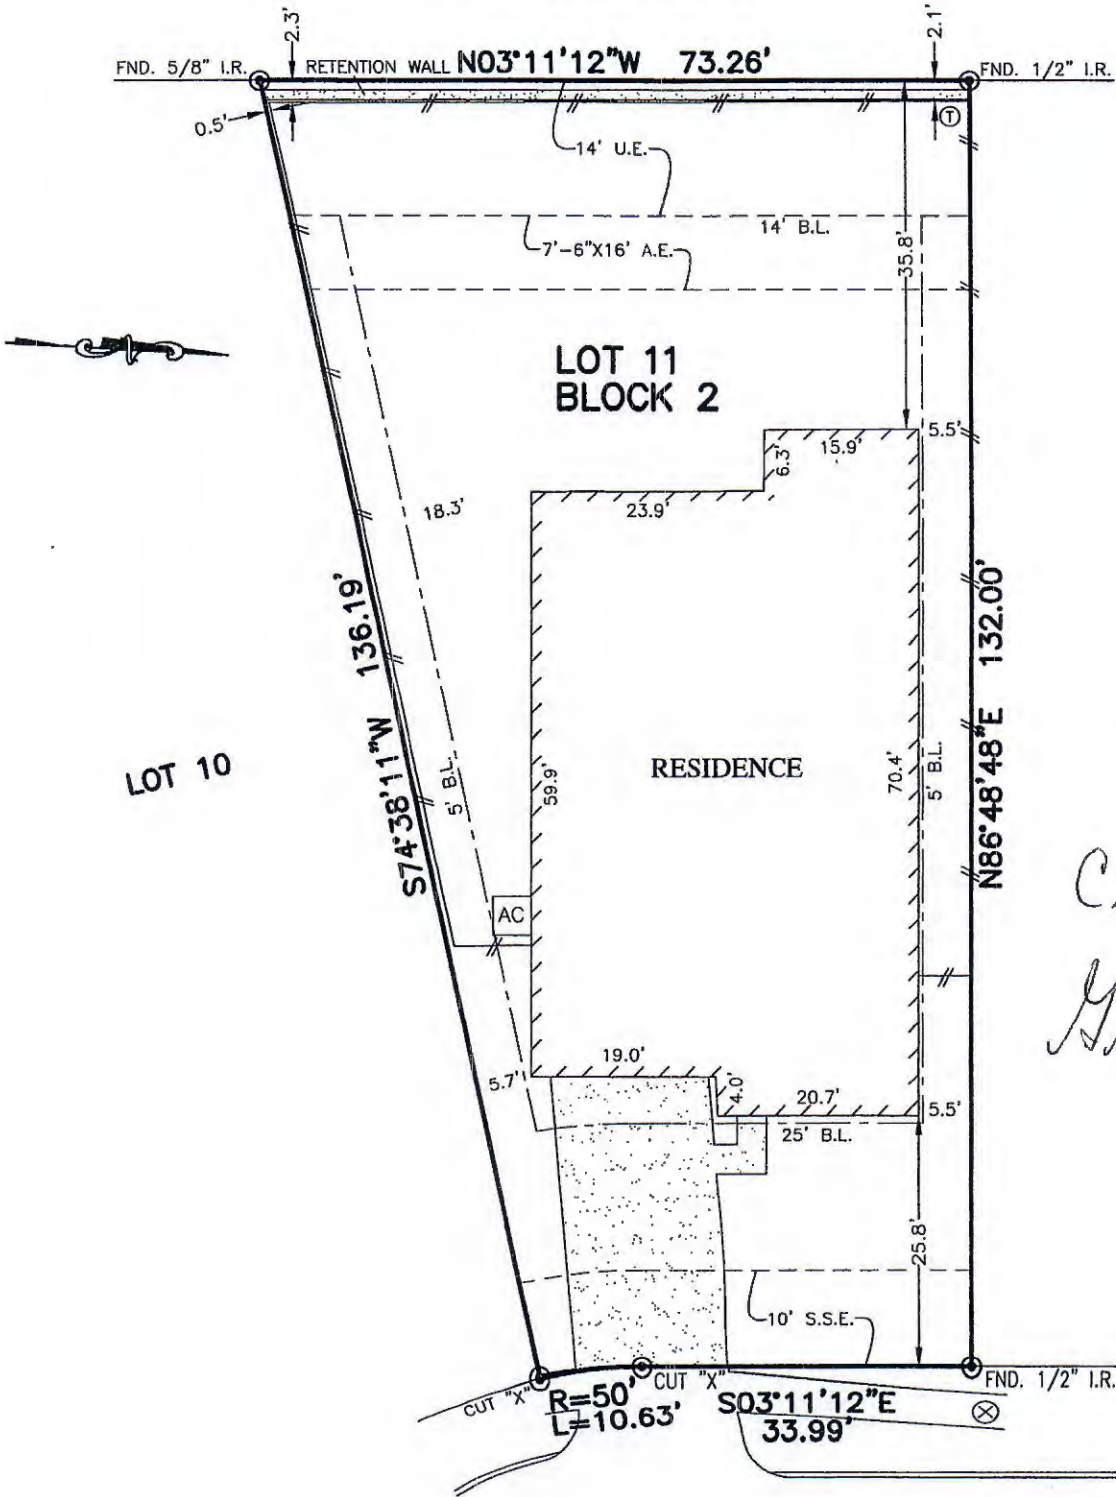 2.3'
2.1'
FND. 5/8" I.R.
RETENTION WALL
N03°11'12"W 73.26'
FND. 1/2" I.R.
0.5'
T
14' U.E.
14' B.L.
7'-6"X16' A.E.
35.8'
LOT 11
BLOCK 2
5.5'
15.9'
6.3'
23.9'
18.3'
S74°38'11"W 136.19'
N86°48'48"E 132.00'
LOT 10
RESIDENCE
59.9'
70.4'
5' B.L.
5' B.L.
AC
19.0'
4.0'
20.7'
5.7'
5.5'
25' B.L.
25.8'
10' S.S.E.
CUT "X"
CUT "X"
R=50'
L=10.63'
S03°11'12"E
33.99'
FND. 1/2" I.R.